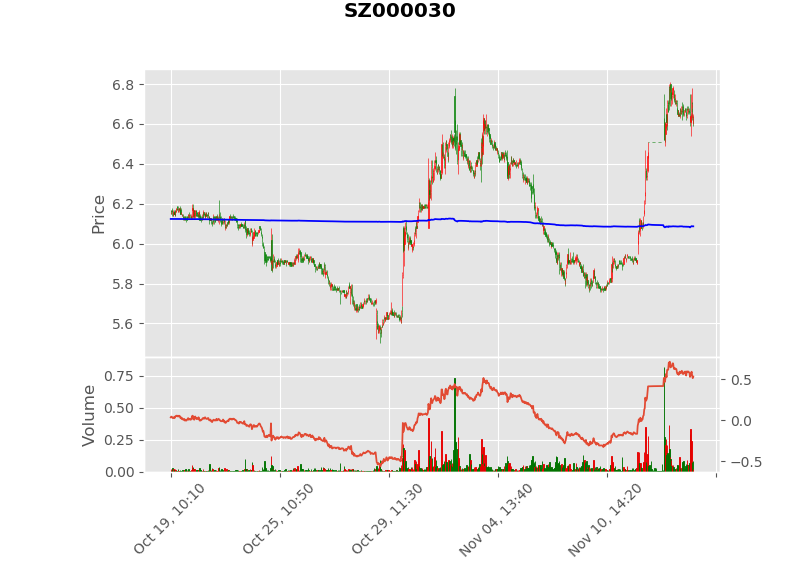 SZ000030
Price
6.8
6.6
6.4
6.2
6.0
5.8
5.6
Volume
0.75
0.50
0.25
0.00
0.5
0.0
−0.5
Oct 19, 10:10
Oct 25, 10:50
Oct 29, 11:30
Nov 04, 13:40
Nov 10, 14:20